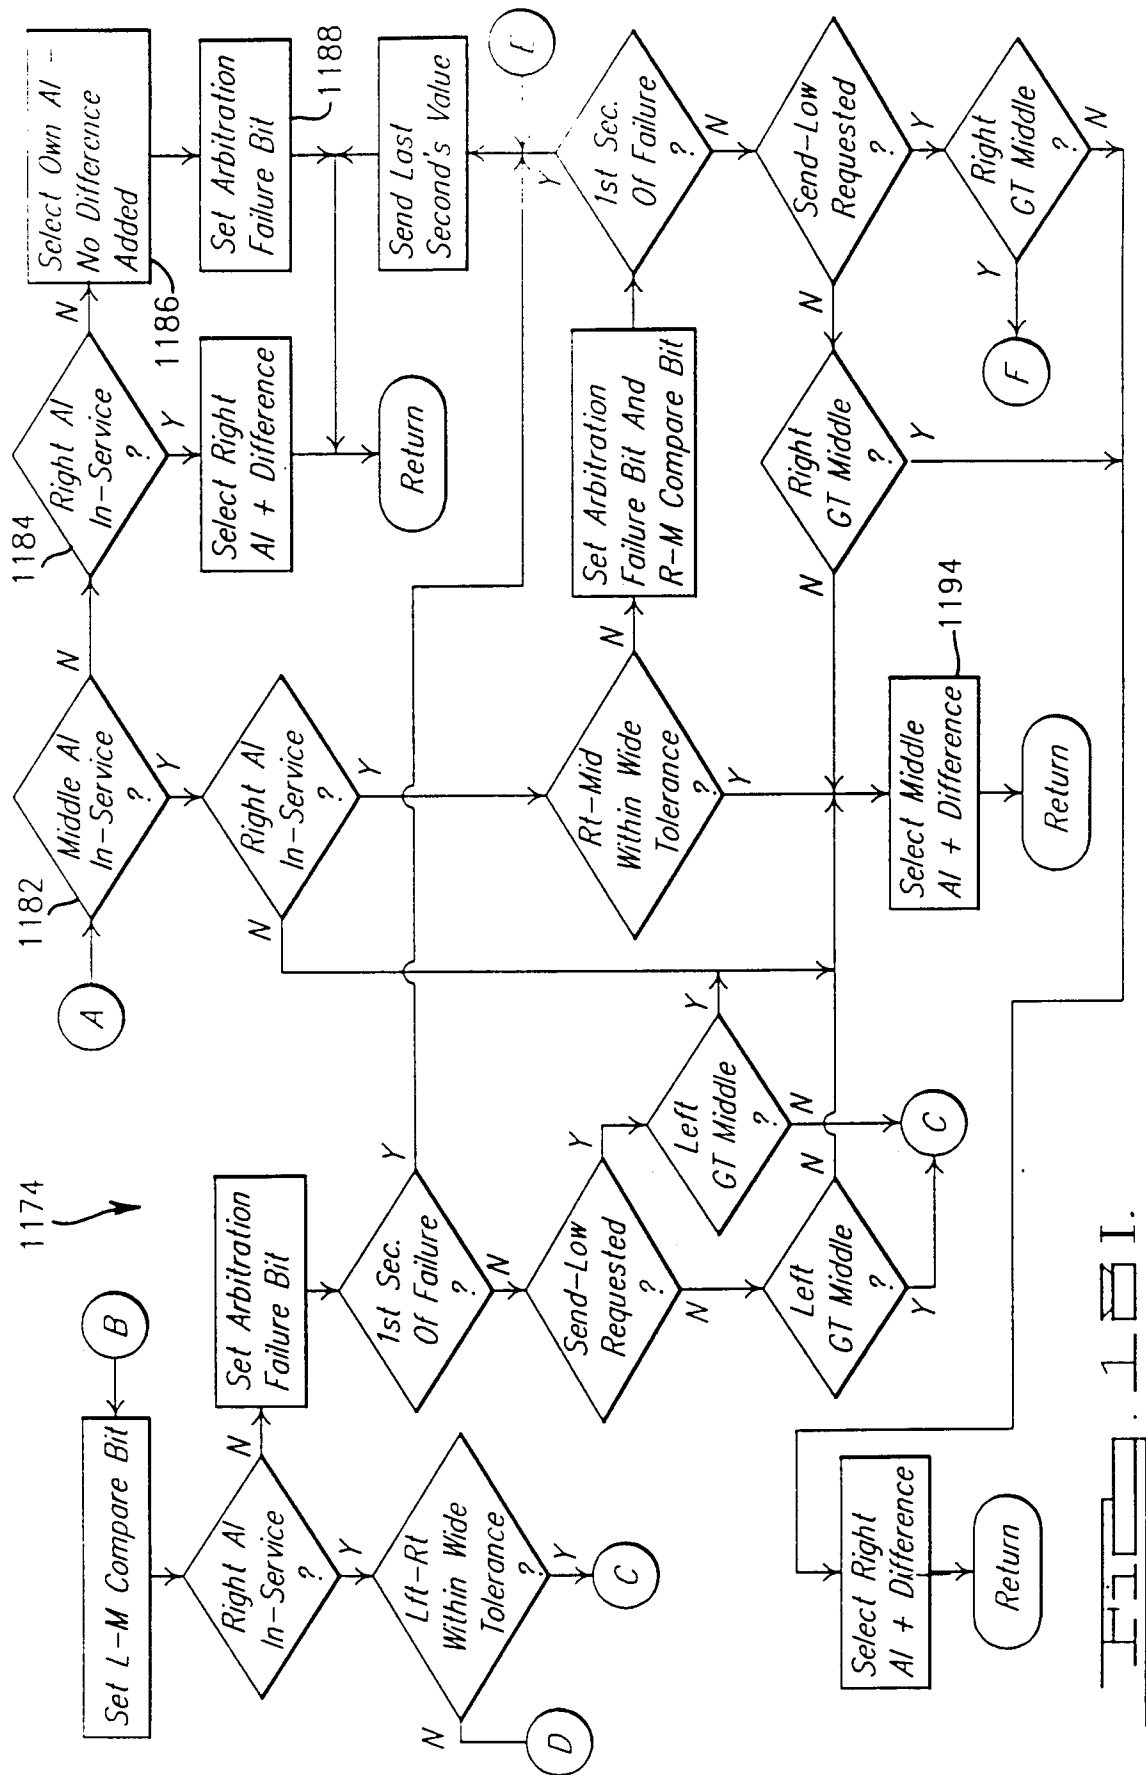 1174
B
Set L-M Compare Bit
Right AI
In-Service
?
N
Y
Set Arbitration
Failure Bit
Lft-Rt
Within Wide
Tolerance
?
N
Y
D
C
1st Sec.
Of Failure
?
Y
N
Send-Low
Requested
?
Y
N
Left
GT Middle
?
Y
N
Left
GT Middle
?
N
Y
C
Select Right
AI + Difference
Return
A
1182
Middle AI
In-Service
?
N
Y
1184
Right AI
In-Service
?
N
Y
1186
Select Own AI -
No Difference
Added
Set Arbitration
Failure Bit
1188
Select Right
AI + Difference
Return
Send Last
Second's Value
E
Right AI
In-Service
?
N
Y
Rt-Mid
Within Wide
Tolerance
?
N
Y
Set Arbitration
Failure Bit And
R-M Compare Bit
1st Sec.
Of Failure
?
Y
N
Send-Low
Requested
?
N
Y
Right
GT Middle
?
N
Y
Right
GT Middle
?
Y
N
F
Select Middle
AI + Difference
1194
Return